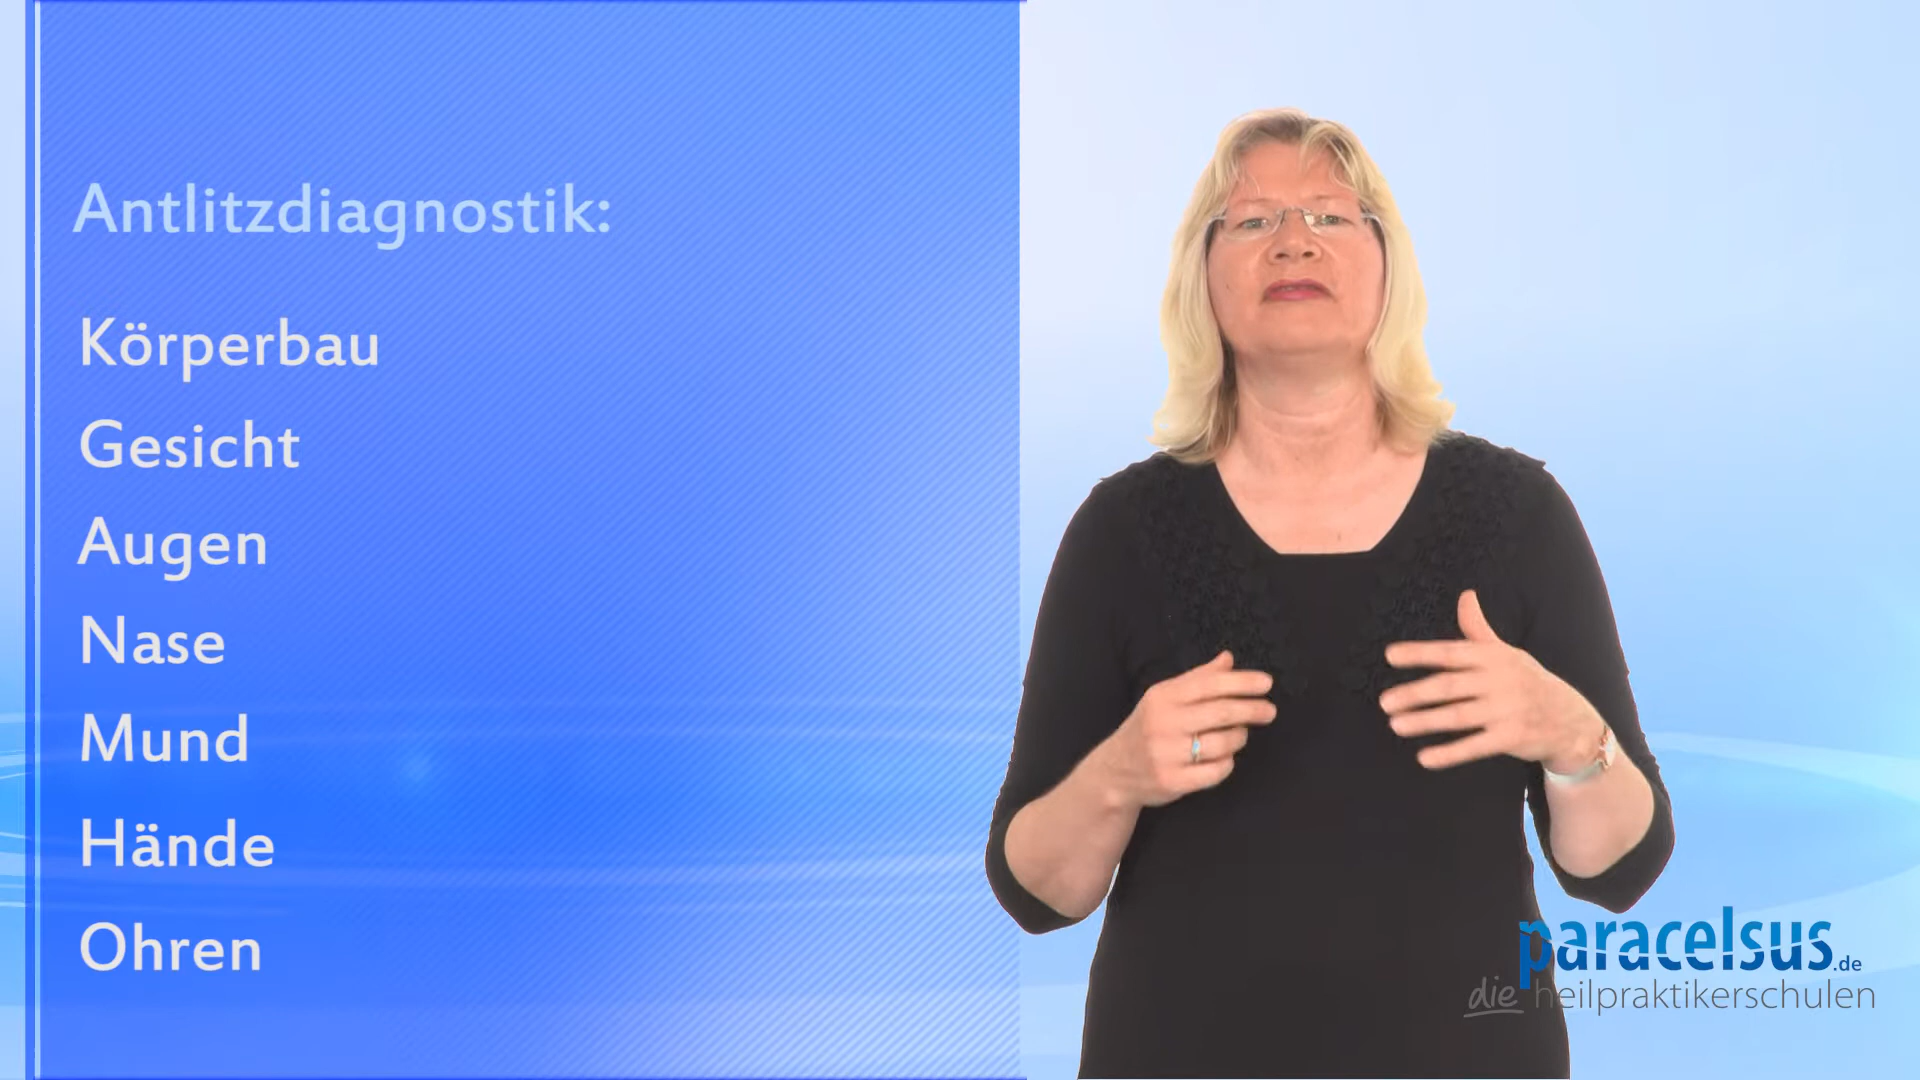 Antlitzdiagnostik:
Körperbau
Gesicht
Augen
Nase
Mund
Hände
Ohren
paracelsus.de
die heilpraktikerschulen